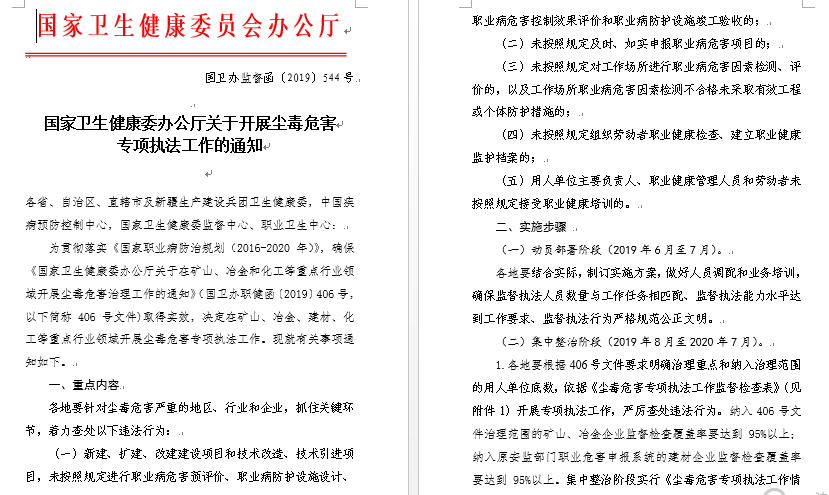 国家卫生健康委员会办公厅
国卫办监督函〔2019〕544 号
国家卫生健康委办公厅关于开展尘毒危害
专项执法工作的通知
各省、自治区、直辖市及新疆生产建设兵团卫生健康委，中国疾
病预防控制中心，国家卫生健康委监督中心、职业卫生中心：
为贯彻落实《国家职业病防治规划（2016-2020 年）》，确保
《国家卫生健康委办公厅关于在矿山、冶金和化工等重点行业领
域开展尘毒危害治理工作的通知》（国卫办职健函〔2019〕406 号，
以下简称 406 号文件)取得实效，决定在矿山、冶金、建材、化
工等重点行业领域开展尘毒危害专项执法工作。现就有关事项通
知如下。
一、重点内容
各地要针对尘毒危害严重的地区、行业和企业，抓住关键环
节，着力查处以下违法行为：
（一）新建、扩建、改建建设项目和技术改造、技术引进项
目，未按照规定进行职业病危害预评价、职业病防护设施设计、
职业病危害控制效果评价和职业病防护设施竣工验收的；
（二）未按照规定及时、如实申报职业病危害项目的；
（三）未按照规定对工作场所进行职业病危害因素检测、评
价的，以及工作场所职业病危害因素检测不合格未采取有效工程
或个体防护措施的；
（四）未按照规定组织劳动者职业健康检查、建立职业健康
监护档案的；
（五）用人单位主要负责人、职业健康管理人员和劳动者未
按照规定接受职业健康培训的。
二、实施步骤
（一）动员部署阶段（2019 年 6 月至 7 月）。
各地要结合实际，制订实施方案，做好人员调配和业务培训，
确保监督执法人员数量与工作任务相匹配、监督执法能力水平达
到工作要求、监督执法行为严格规范公正文明。
（二）集中整治阶段（2019 年 8 月至 2020 年 7 月）。
1.各地要根据 406 号文件要求明确治理重点和纳入治理范围
的用人单位底数，依据《尘毒危害专项执法工作监督检查表》（见
附件 1）开展专项执法工作，严厉查处违法行为。纳入 406 号文
件治理范围的矿山、冶金企业监督检查覆盖率要达到 95%以上；
纳入原安监部门职业危害申报系统的建材企业监督检查覆盖率
要达到 95%以上。集中整治阶段实行《尘毒危害专项执法工作情